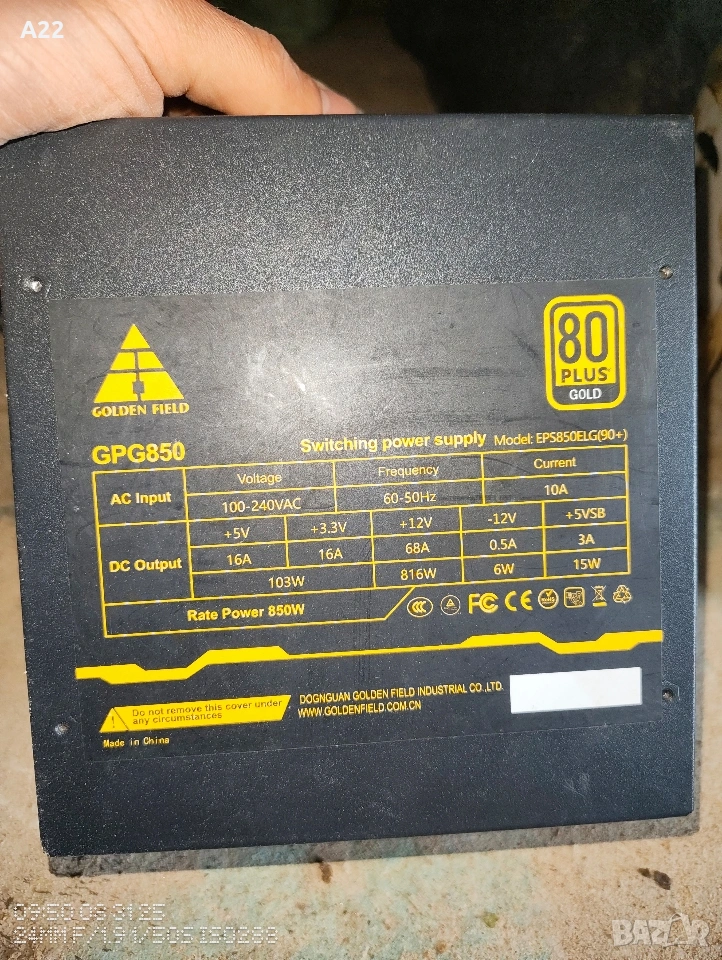 A22
80
PLUS
GOLD
GOLDEN FIELD
GPG850
Switching power supply Model: EPS850ELG(90+)
AC Input Voltage Frequency Current
100-240VAC 60-50Hz 10A
DC Output +5V +3.3V +12V -12V +5VSB
16A 16A 68A 0.5A 3A
103W 816W 6W 15W
Rate Power 850W
FC CE
DOGNGUAN GOLDEN FIELD INDUSTRIAL CO.,LTD.
WWW.GOLDENFIELD.COM.CN
Do not remove this cover under
any circumstances
Made in China
BAZAR